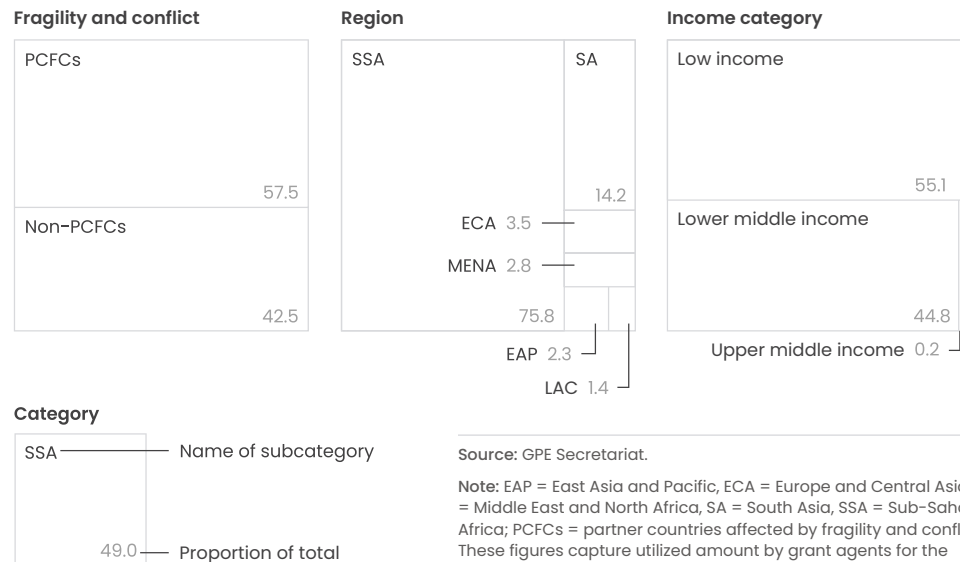 Fragility and conflict
PCFCs
57.5
Non-PCFCs
42.5
Region
SSA
75.8
SA
14.2
ECA 3.5
MENA 2.8
EAP 2.3
LAC 1.4
Income category
Low income
55.1
Lower middle income
44.8
Upper middle income 0.2
Category
SSA
Name of subcategory
49.0
Proportion of total
Source: GPE Secretariat.
Note: EAP = East Asia and Pacific, ECA = Europe and Central
= Middle East and North Africa, SA = South Asia, SSA =
Africa; PCFCs = partner countries affected by fragility and
These figures capture utilized amount by grant agents for the